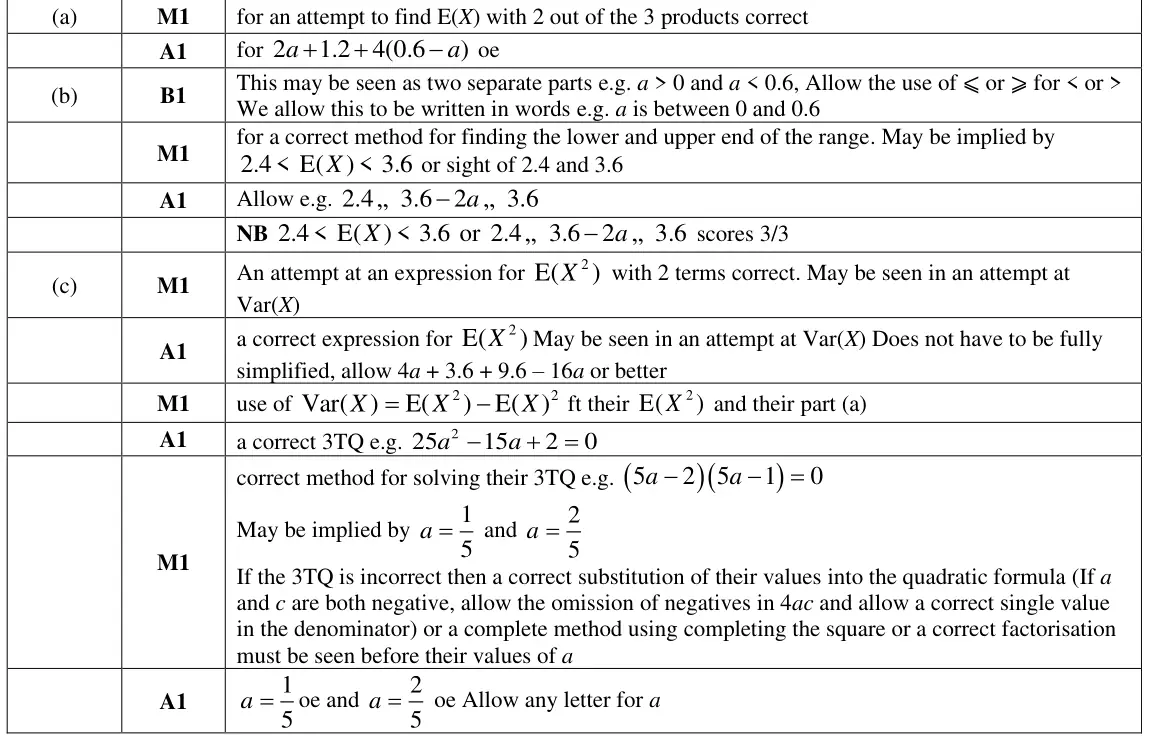 (a) M1 for an attempt to find E(X) with 2 out of the 3 products correct
A1 for 2a+1.2+4(0.6−a) oe
(b) B1 This may be seen as two separate parts e.g. a > 0 and a < 0.6, Allow the use of ⩽ or ⩾ for < or >
We allow this to be written in words e.g. a is between 0 and 0.6
M1 for a correct method for finding the lower and upper end of the range. May be implied by
2.4 < E(X) < 3.6 or sight of 2.4 and 3.6
A1 Allow e.g. 2.4 ,, 3.6−2a ,, 3.6
NB 2.4 < E(X) < 3.6 or 2.4 ,, 3.6−2a ,, 3.6 scores 3/3
(c) M1 An attempt at an expression for E(X²) with 2 terms correct. May be seen in an attempt at
Var(X)
A1 a correct expression for E(X²) May be seen in an attempt at Var(X) Does not have to be fully
simplified, allow 4a + 3.6 + 9.6 – 16a or better
M1 use of Var(X) = E(X²)−E(X)² ft their E(X²) and their part (a)
A1 a correct 3TQ e.g. 25a²−15a+2=0
M1 correct method for solving their 3TQ e.g. (5a−2)(5a−1)=0
May be implied by a = 1/5 and a = 2/5
If the 3TQ is incorrect then a correct substitution of their values into the quadratic formula (If a
and c are both negative, allow the omission of negatives in 4ac and allow a correct single value
in the denominator) or a complete method using completing the square or a correct factorisation
must be seen before their values of a
A1 a = 1/5 oe and a = 2/5 oe Allow any letter for a